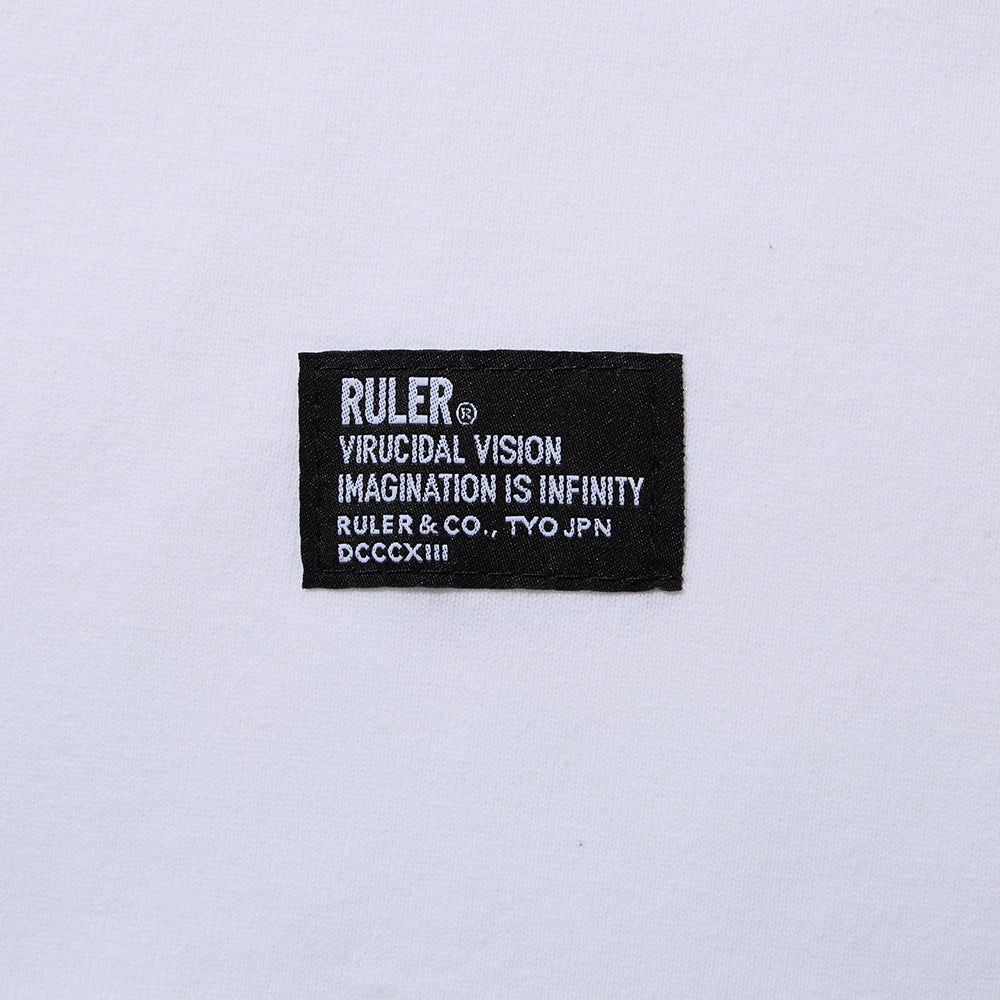 RULER®
VIRUCIDAL VISION
IMAGINATION IS INFINITY
RULER & CO., TYO JPN
DCCCXIII